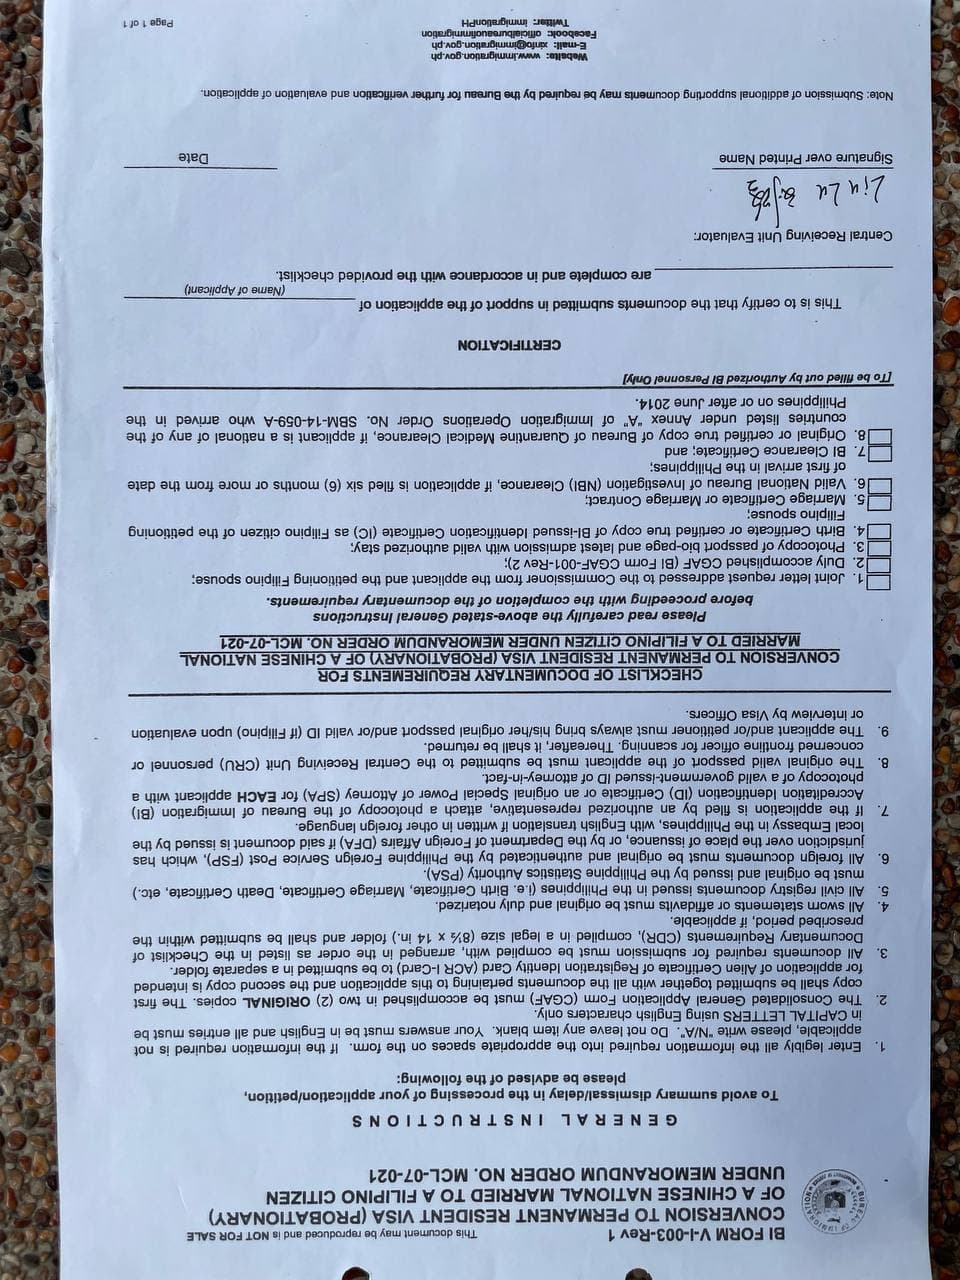 BUREAU OF IMMIGRATION
DEPARTMENT OF JUSTICE
BI FORM V-I-003-Rev 1
This document may be reproduced and is NOT FOR SALE
CONVERSION TO PERMANENT RESIDENT VISA (PROBATIONARY)
OF A CHINESE NATIONAL MARRIED TO A FILIPINO CITIZEN
UNDER MEMORANDUM ORDER NO. MCL-07-021
GENERAL INSTRUCTIONS
To avoid summary dismissal/delay in the processing of your application/petition,
please be advised of the following:
1. Enter legibly all the information required into the appropriate spaces on the form. If the information required is not
applicable, please write "N/A". Do not leave any item blank. Your answers must be in English and all entries must be
in CAPITAL LETTERS using English characters only.
2. The Consolidated General Application Form (CGAF) must be accomplished in two (2) ORIGINAL copies. The first
copy shall be submitted together with all the documents pertaining to this application and the second copy is intended
for application of Alien Certificate of Registration Identity Card (ACR I-Card) to be submitted in a separate folder.
3. All documents required for submission must be complied with, arranged in the order as listed in the Checklist of
Documentary Requirements (CDR), compiled in a legal size (8½ x 14 in.) folder and shall be submitted within the
prescribed period, if applicable.
4. All sworn statements or affidavits must be original and duly notarized.
5. All civil registry documents issued in the Philippines (i.e. Birth Certificate, Marriage Certificate, Death Certificate, etc.)
must be original and issued by the Philippine Statistics Authority (PSA).
6. All foreign documents must be original and authenticated by the Philippine Foreign Service Post (FSP), which has
jurisdiction over the place of issuance, or by the Department of Foreign Affairs (DFA) if said document is issued by the
local Embassy in the Philippines, with English translation if written in other foreign language.
7. If the application is filed by an authorized representative, attach a photocopy of the Bureau of Immigration (BI)
Accreditation Identification (ID) Certificate or an original Special Power of Attorney (SPA) for EACH applicant with a
photocopy of a valid government-issued ID of attorney-in-fact.
8. The original valid passport of the applicant must be submitted to the Central Receiving Unit (CRU) personnel or
concerned frontline officer for scanning. Thereafter, it shall be returned.
9. The applicant and/or petitioner must always bring his/her original passport and/or valid ID (if Filipino) upon evaluation
or interview by Visa Officers.
CHECKLIST OF DOCUMENTARY REQUIREMENTS FOR
CONVERSION TO PERMANENT RESIDENT VISA (PROBATIONARY) OF A CHINESE NATIONAL
MARRIED TO A FILIPINO CITIZEN UNDER MEMORANDUM ORDER NO. MCL-07-021
Please read carefully the above-stated General Instructions
before proceeding with the completion of the documentary requirements.
1. Joint letter request addressed to the Commissioner from the applicant and the petitioning Filipino spouse;
2. Duly accomplished CGAF (BI Form CGAF-001-Rev 2);
3. Photocopy of passport bio-page and latest admission with valid authorized stay;
4. Birth Certificate or certified true copy of BI-issued Identification Certificate (IC) as Filipino citizen of the petitioning
Filipino spouse;
5. Marriage Certificate or Marriage Contract;
6. Valid National Bureau of Investigation (NBI) Clearance, if application is filed six (6) months or more from the date
of first arrival in the Philippines;
7. BI Clearance Certificate; and
8. Original or certified true copy of Bureau of Quarantine Medical Clearance, if applicant is a national of any of the
countries listed under Annex "A" of Immigration Operations Order No. SBM-14-059-A who arrived in the
Philippines on or after June 2014.
[To be filled out by Authorized BI Personnel Only]
CERTIFICATION
This is to certify that the documents submitted in support of the application of
(Name of Applicant)
are complete and in accordance with the provided checklist.
Central Receiving Unit Evaluator:
Liu Lu
Signature over Printed Name
Date
Note: Submission of additional supporting documents may be required by the Bureau for further verification and evaluation of application.
Website: www.immigration.gov.ph
E-mail: xinfo@immigration.gov.ph
Facebook: officialbureauofimmigration
Twitter: immigrationPH
Page 1 of 1